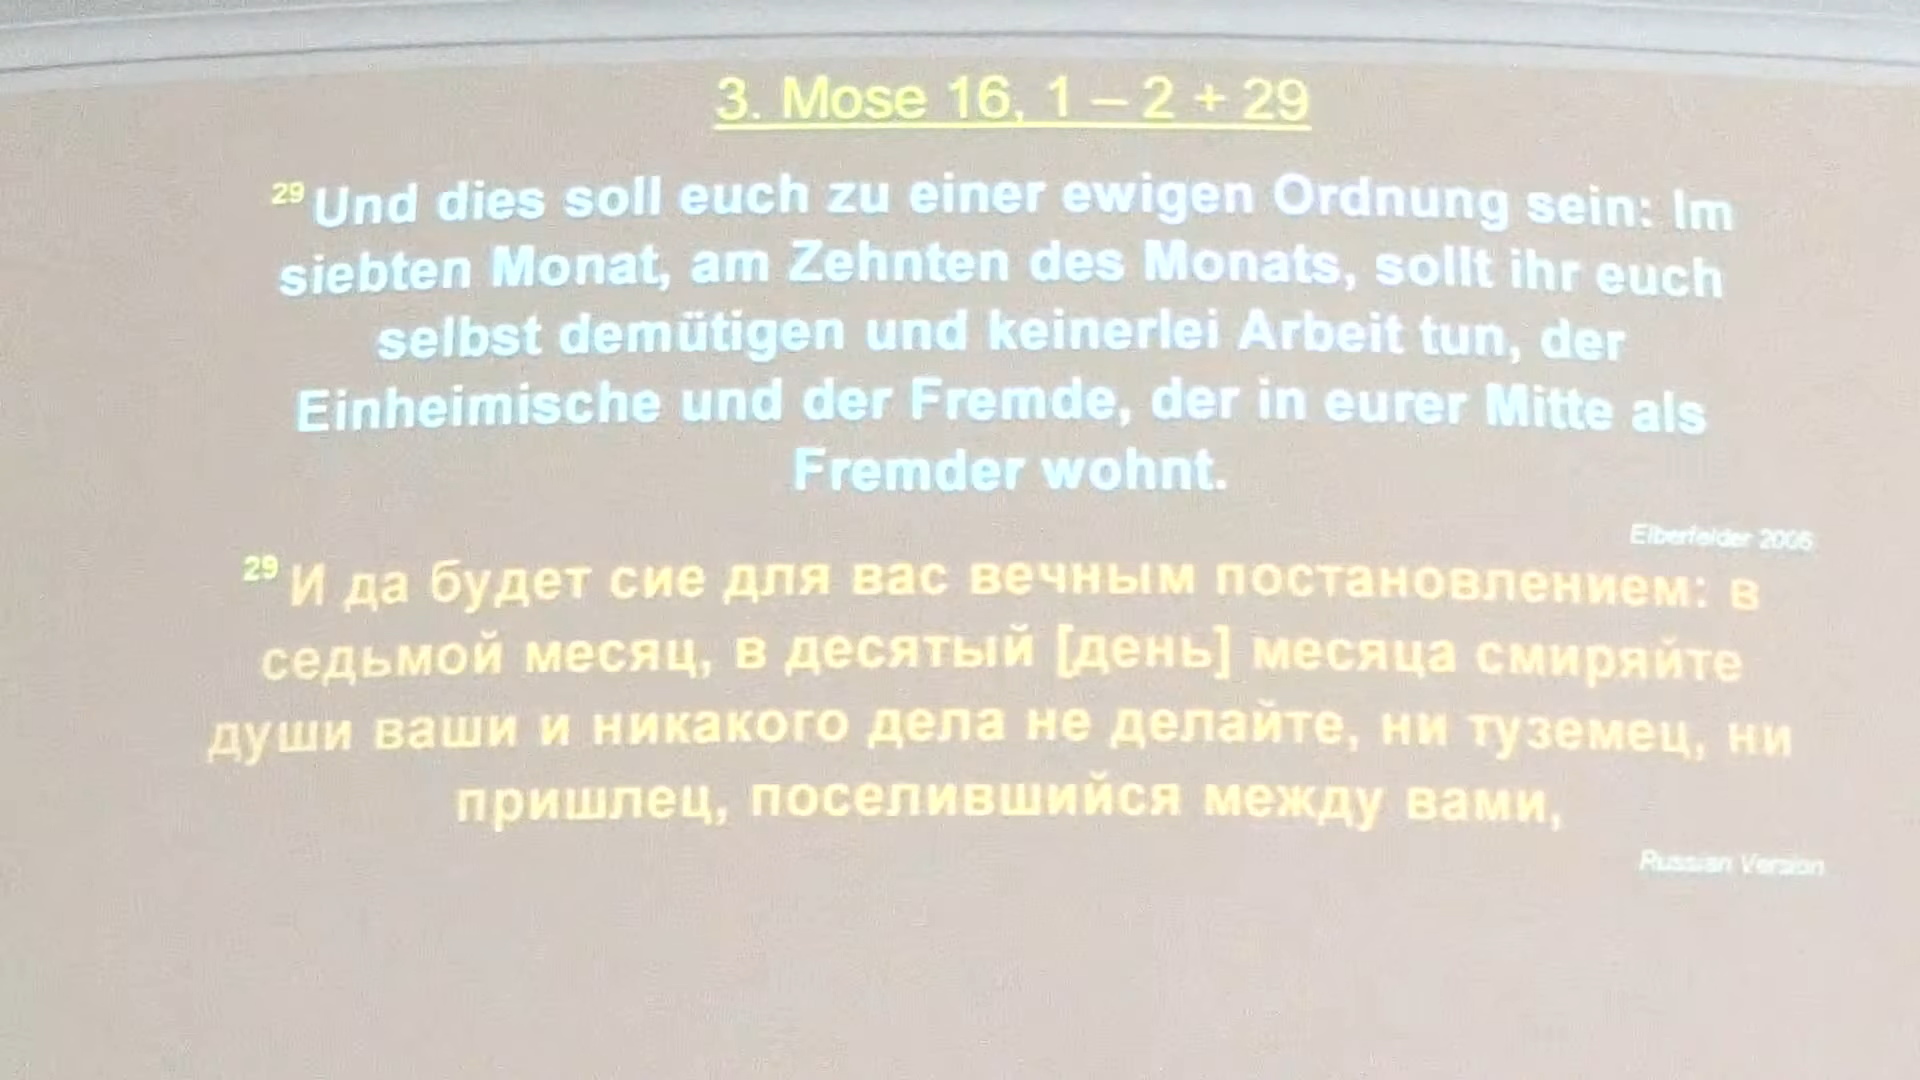 3. Mose 16, 1 – 2 + 29
29 Und dies soll euch zu einer ewigen Ordnung sein: Im
siebten Monat, am Zehnten des Monats, sollt ihr euch
selbst demütigen und keinerlei Arbeit tun, der
Einheimische und der Fremde, der in eurer Mitte als
Fremder wohnt.
Elberfelder 2006
29 И да будет сие для вас вечным постановлением: в
седьмой месяц, в десятый [день] месяца смиряйте
души ваши и никакого дела не делайте, ни туземец, ни
пришлец, поселившийся между вами,
Russian Version